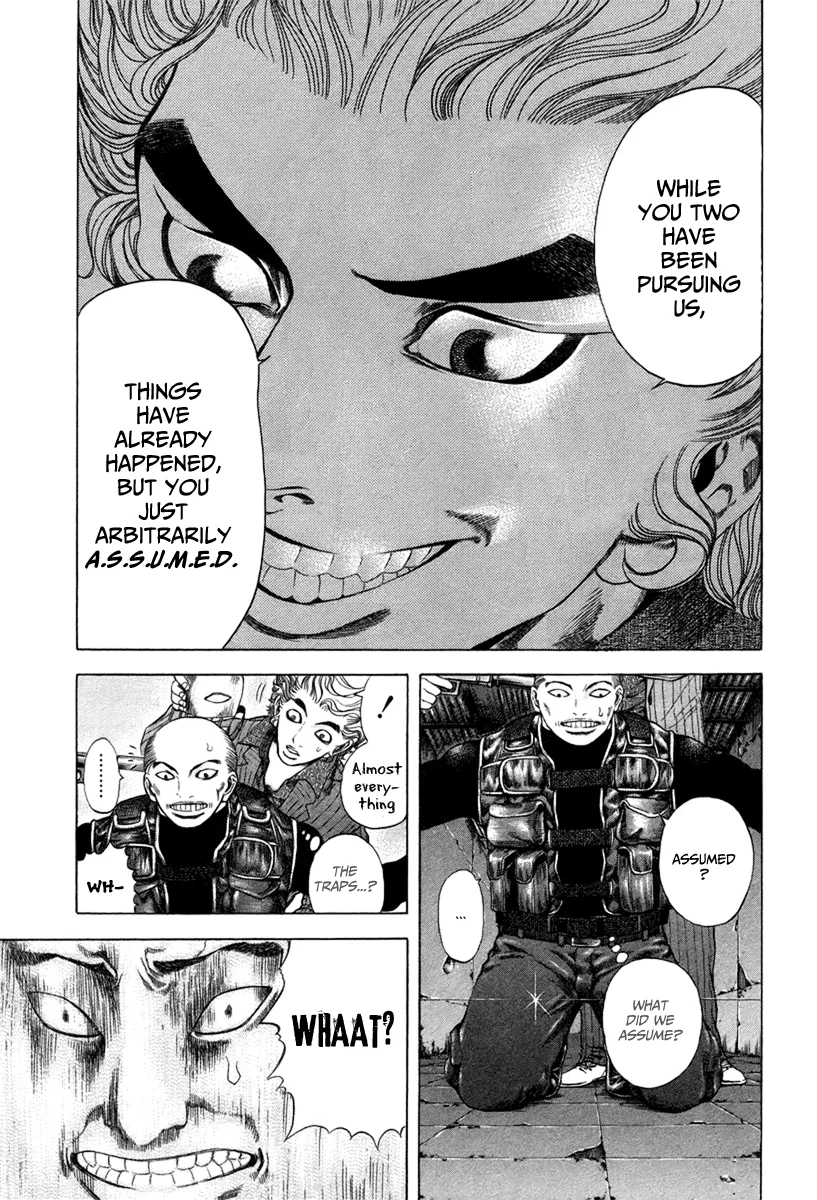 WHILE
YOU TWO
HAVE
BEEN
PURSUING
US,
THINGS
HAVE
ALREADY
HAPPENED,
BUT YOU
JUST
ARBITRARILY
A.S.S.U.M.E.D.
ASSUMED
?
...
WHAT
DID WE
ASSUME?
!
Almost
every-
thing
......
THE
TRAPS...?
WH-
WHAAT?